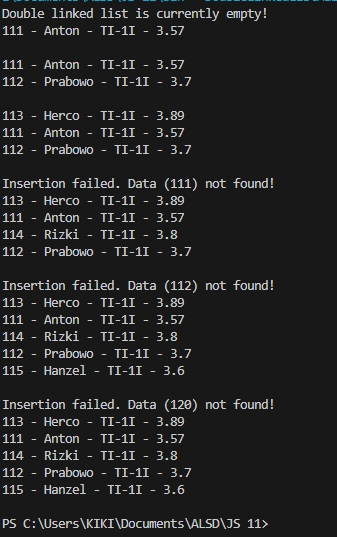 Double linked list is currently empty!
111 - Anton - TI-1I - 3.57
111 - Anton - TI-1I - 3.57
112 - Prabowo - TI-1I - 3.7
113 - Herco - TI-1I - 3.89
111 - Anton - TI-1I - 3.57
112 - Prabowo - TI-1I - 3.7
Insertion failed. Data (111) not found!
113 - Herco - TI-1I - 3.89
111 - Anton - TI-1I - 3.57
114 - Rizki - TI-1I - 3.8
112 - Prabowo - TI-1I - 3.7
Insertion failed. Data (112) not found!
113 - Herco - TI-1I - 3.89
111 - Anton - TI-1I - 3.57
114 - Rizki - TI-1I - 3.8
112 - Prabowo - TI-1I - 3.7
115 - Hanzel - TI-1I - 3.6
Insertion failed. Data (120) not found!
113 - Herco - TI-1I - 3.89
111 - Anton - TI-1I - 3.57
114 - Rizki - TI-1I - 3.8
112 - Prabowo - TI-1I - 3.7
115 - Hanzel - TI-1I - 3.6
PS C:\Users\KIKI\Documents\ALSD\JS 11>